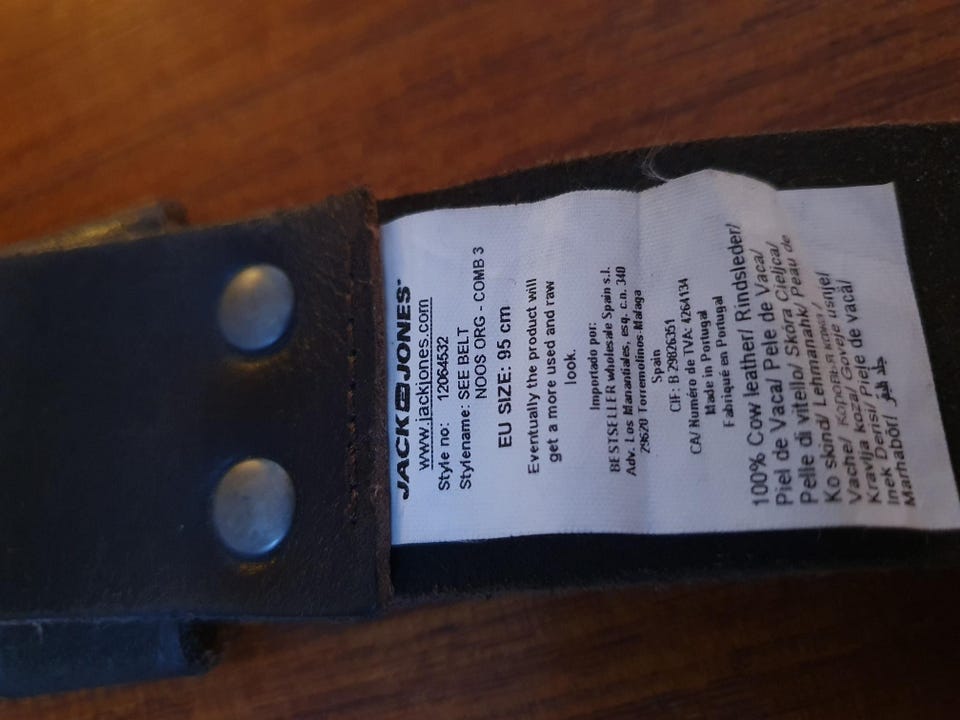 JACK & JONES
www.jackjones.com
Style no: 12064532
Stylename: SEE BELT
NOOS ORG - COMB 3
EU SIZE: 95 cm
Eventually the product will
get a more used and raw
look.
Importado por:
BESTSELLER wholesale Spain s.l.
Adv. Los Manantiales, esq. c.n. 340
29620 Torremolinos-Malaga
Spain
CIF: B 29826351
CA/ Numéro de TVA: 4264134
Made in Portugal
Fabriqué en Portugal
100% Cow leather/ Rindsleder/
Piel de Vaca/ Pele de Vaca/
Pelle di vitello/ Skóra Cielęca/
Ko skind/ Lehmanahk/ Peau de
Vache/ Goveje usnje/
Kravlja koza/ Piele de vacă/
Inek Derisi/
Marhabőr/